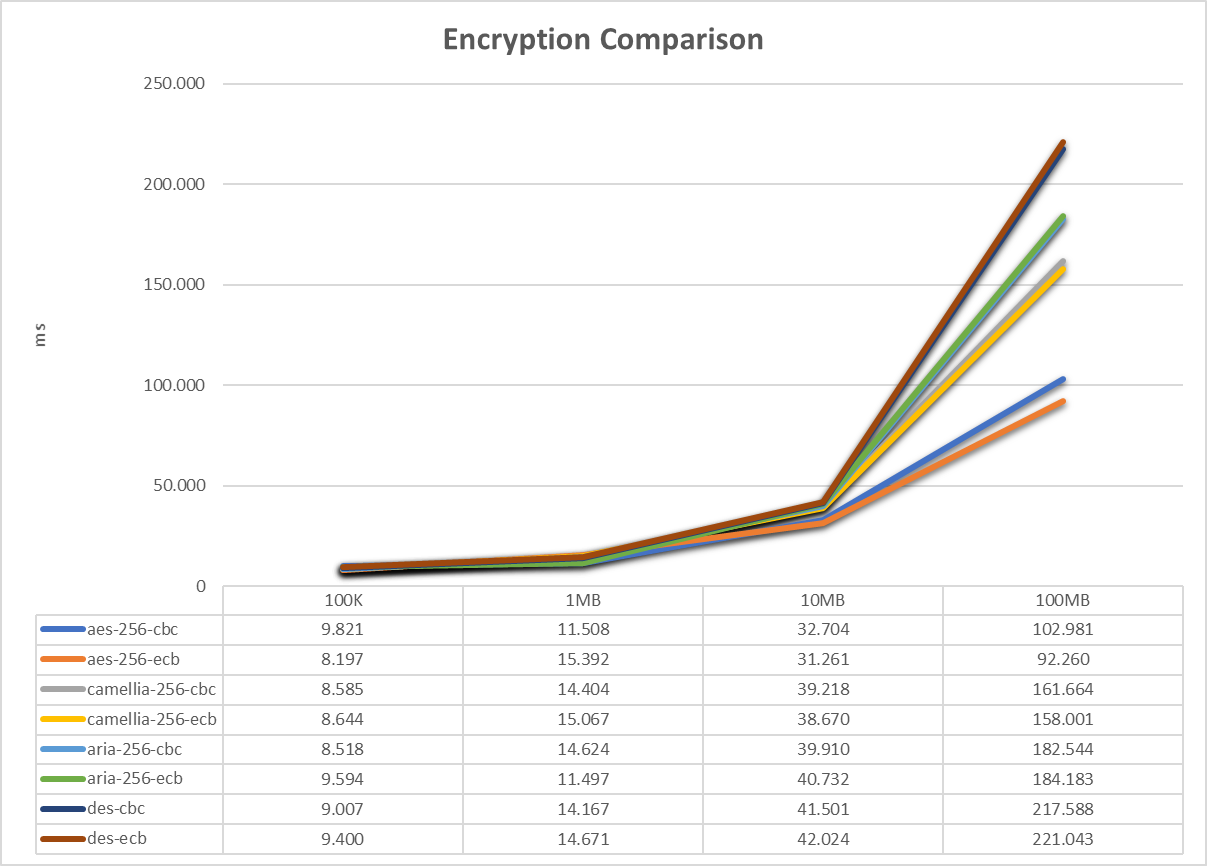 Encryption Comparison
250.000
200.000
150.000
100.000
50.000
0
ms
100K 1MB 10MB 100MB
aes-256-cbc 9.821 11.508 32.704 102.981
aes-256-ecb 8.197 15.392 31.261 92.260
camellia-256-cbc 8.585 14.404 39.218 161.664
camellia-256-ecb 8.644 15.067 38.670 158.001
aria-256-cbc 8.518 14.624 39.910 182.544
aria-256-ecb 9.594 11.497 40.732 184.183
des-cbc 9.007 14.167 41.501 217.588
des-ecb 9.400 14.671 42.024 221.043